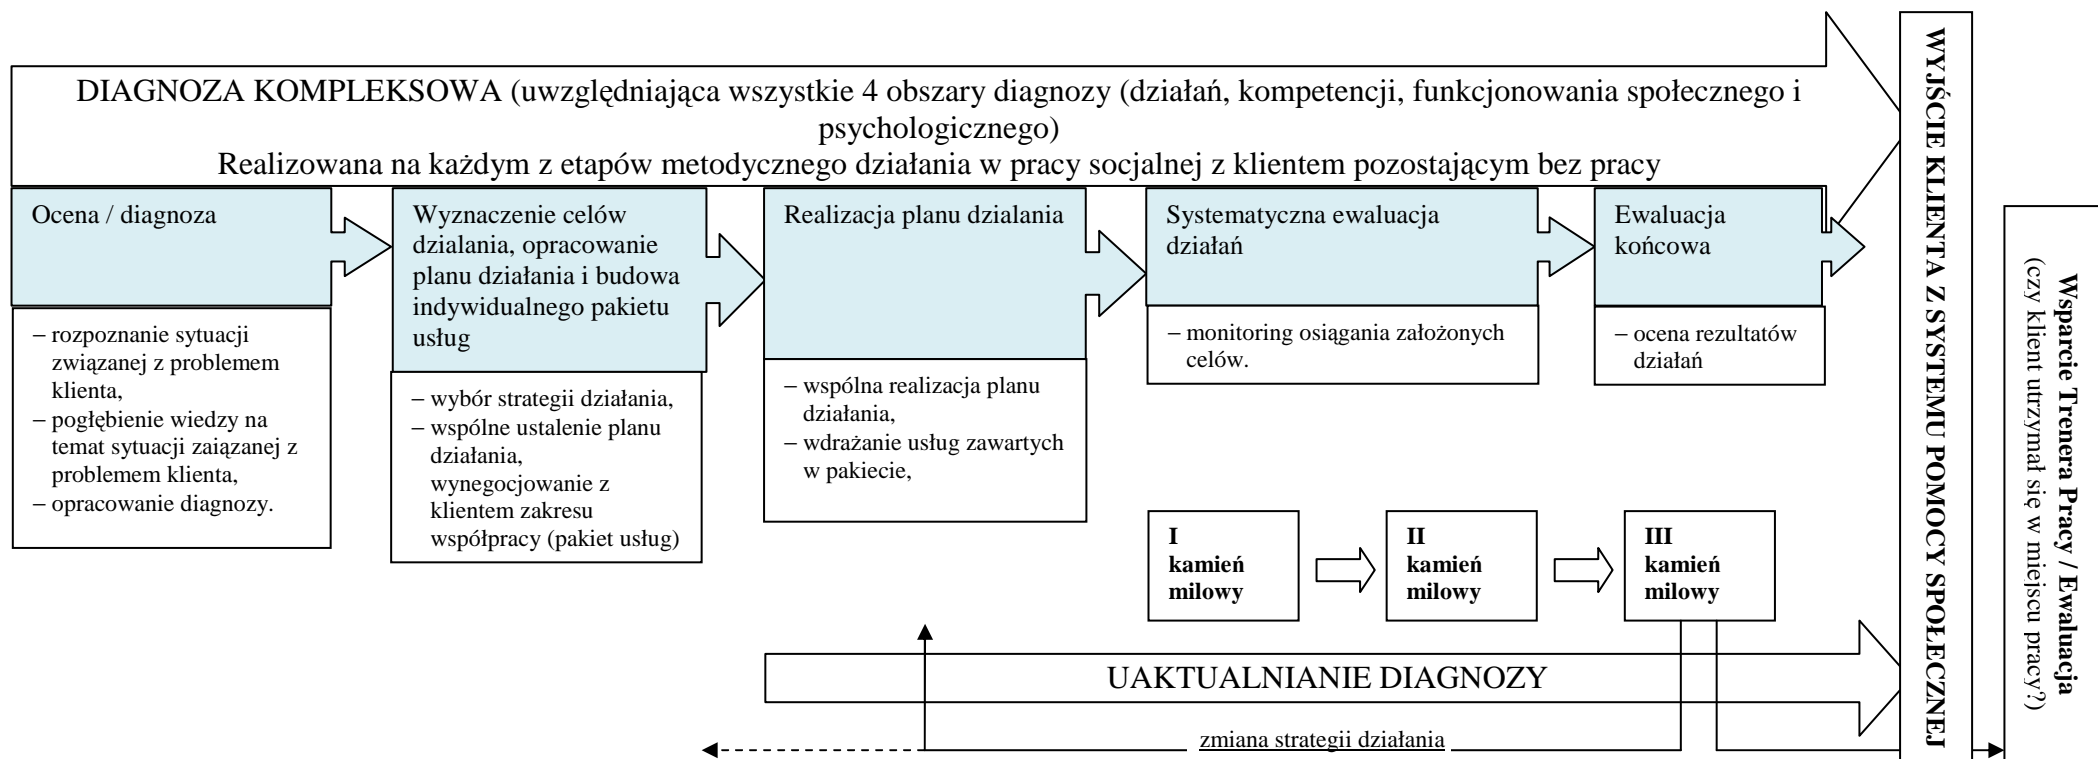 DIAGNOZA KOMPLEKSOWA (uwzględniająca wszystkie 4 obszary diagnozy (działań, kompetencji, funkcjonowania społecznego i
psychologicznego)
Realizowana na każdym z etapów metodycznego działania w pracy socjalnej z klientem pozostającym bez pracy
Ocena / diagnoza
– rozpoznanie sytuacji
związanej z problemem
klienta,
– pogłębienie wiedzy na
temat sytuacji zaiązanej z
problemem klienta,
– opracowanie diagnozy.
Wyznaczenie celów
dzialania, opracowanie
planu działania i budowa
indywidualnego pakietu
usług
– wybór strategii działania,
– wspólne ustalenie planu
działania,
wynegocjowanie z
klientem zakresu
współpracy (pakiet usług)
Realizacja planu dzialania
– wspólna realizacja planu
działania,
– wdrażanie usług zawartych
w pakiecie,
Systematyczna ewaluacja
działań
– monitoring osiągania założonych
celów.
Ewaluacja
końcowa
– ocena rezultatów
działań
I
kamień
milowy
II
kamień
milowy
III
kamień
milowy
UAKTUALNIANIE DIAGNOZY
zmiana strategii działania
WYJŚCIE KLIENTA Z SYSTEMU POMOCY SPOŁECZNEJ
Wsparcie Trenera Pracy / Ewaluacja
(czy klient utrzymał się w miejscu pracy?)